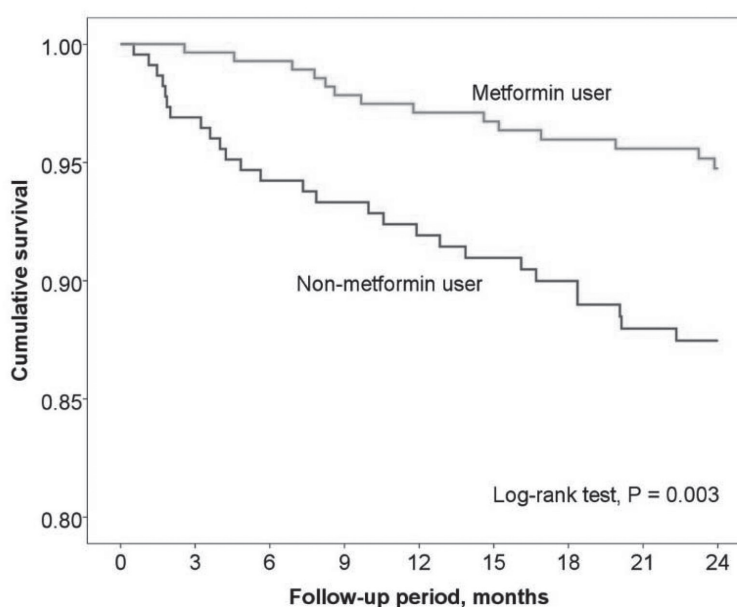 1.00
Metformin user
0.95
0.90
Non-metformin user
0.85
Log-rank test, P = 0.003
0.80
0 3 6 9 12 15 18 21 24
Cumulative survival
Follow-up period, months